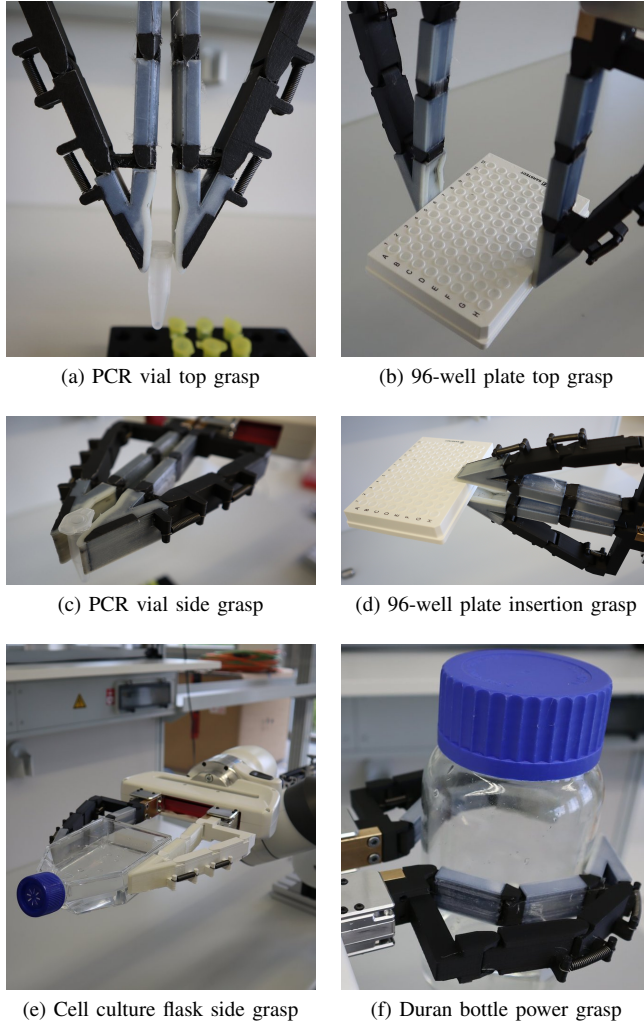 (a) PCR vial top grasp
(b) 96-well plate top grasp
(c) PCR vial side grasp
(d) 96-well plate insertion grasp
(e) Cell culture flask side grasp
(f) Duran bottle power grasp
A B C D E F G H